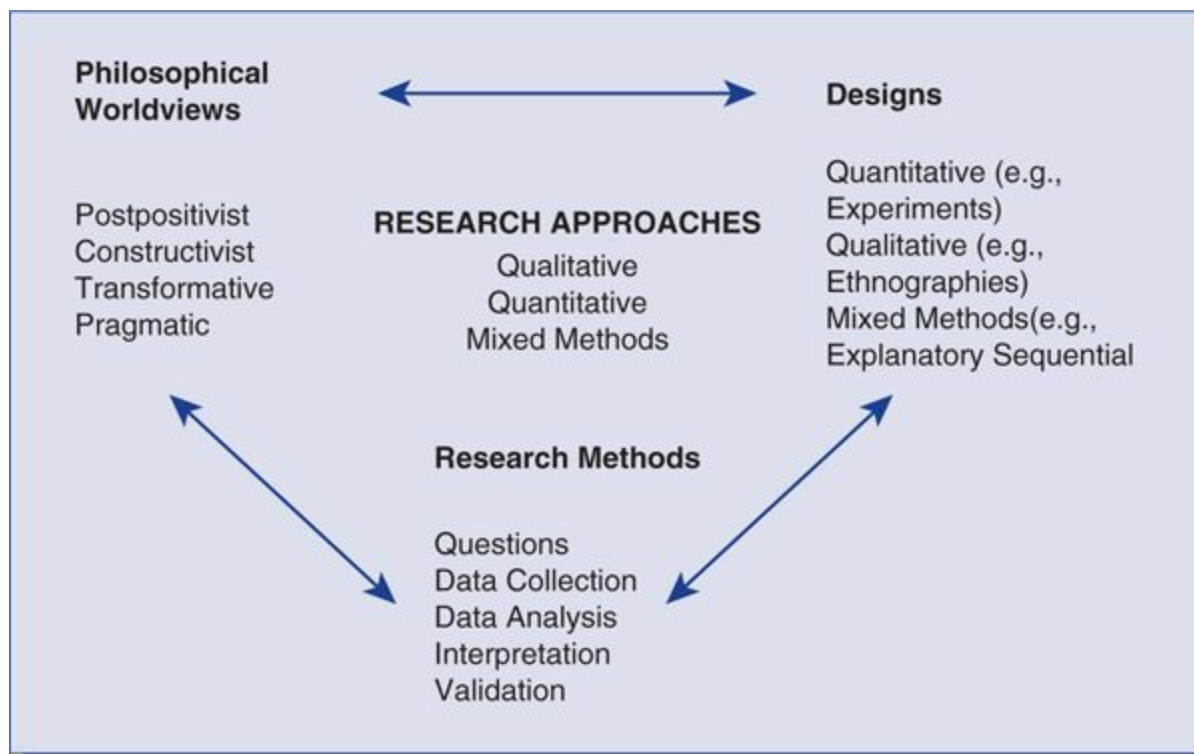 Philosophical
Worldviews
Designs
Postpositivist
Constructivist
Transformative
Pragmatic
RESEARCH APPROACHES
Qualitative
Quantitative
Mixed Methods
Quantitative (e.g.,
Experiments)
Qualitative (e.g.,
Ethnographies)
Mixed Methods(e.g.,
Explanatory Sequential
Research Methods
Questions
Data Collection
Data Analysis
Interpretation
Validation